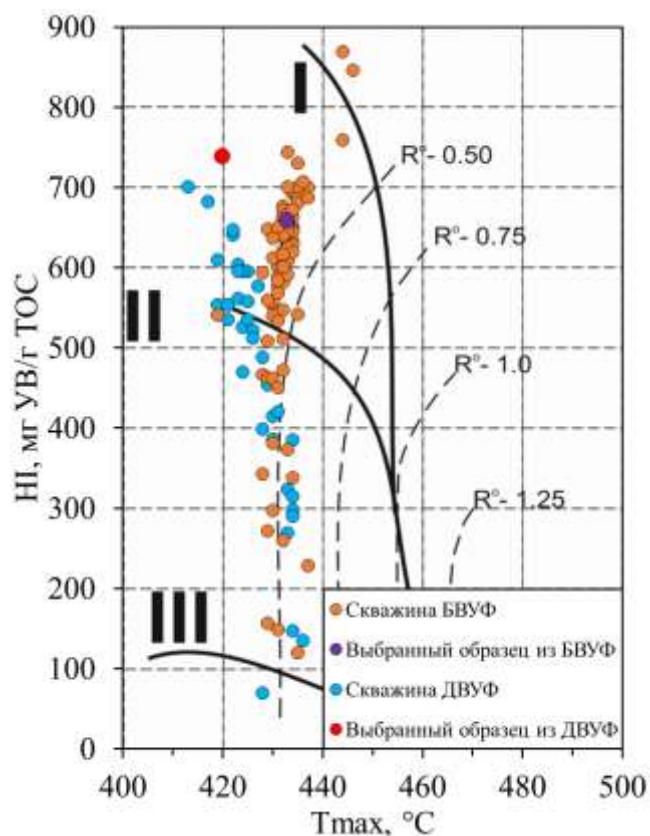 900
800
700
600
500
400
300
200
100
0
HI, мг УВ/г ТОС
I
II
III
R°- 0.50
R°- 0.75
R°- 1.0
R°- 1.25
Скважина БВУФ
Выбранный образец из БВУФ
Скважина ДВУФ
Выбранный образец из ДВУФ
400 420 440 460 480 500
Tmax, °C